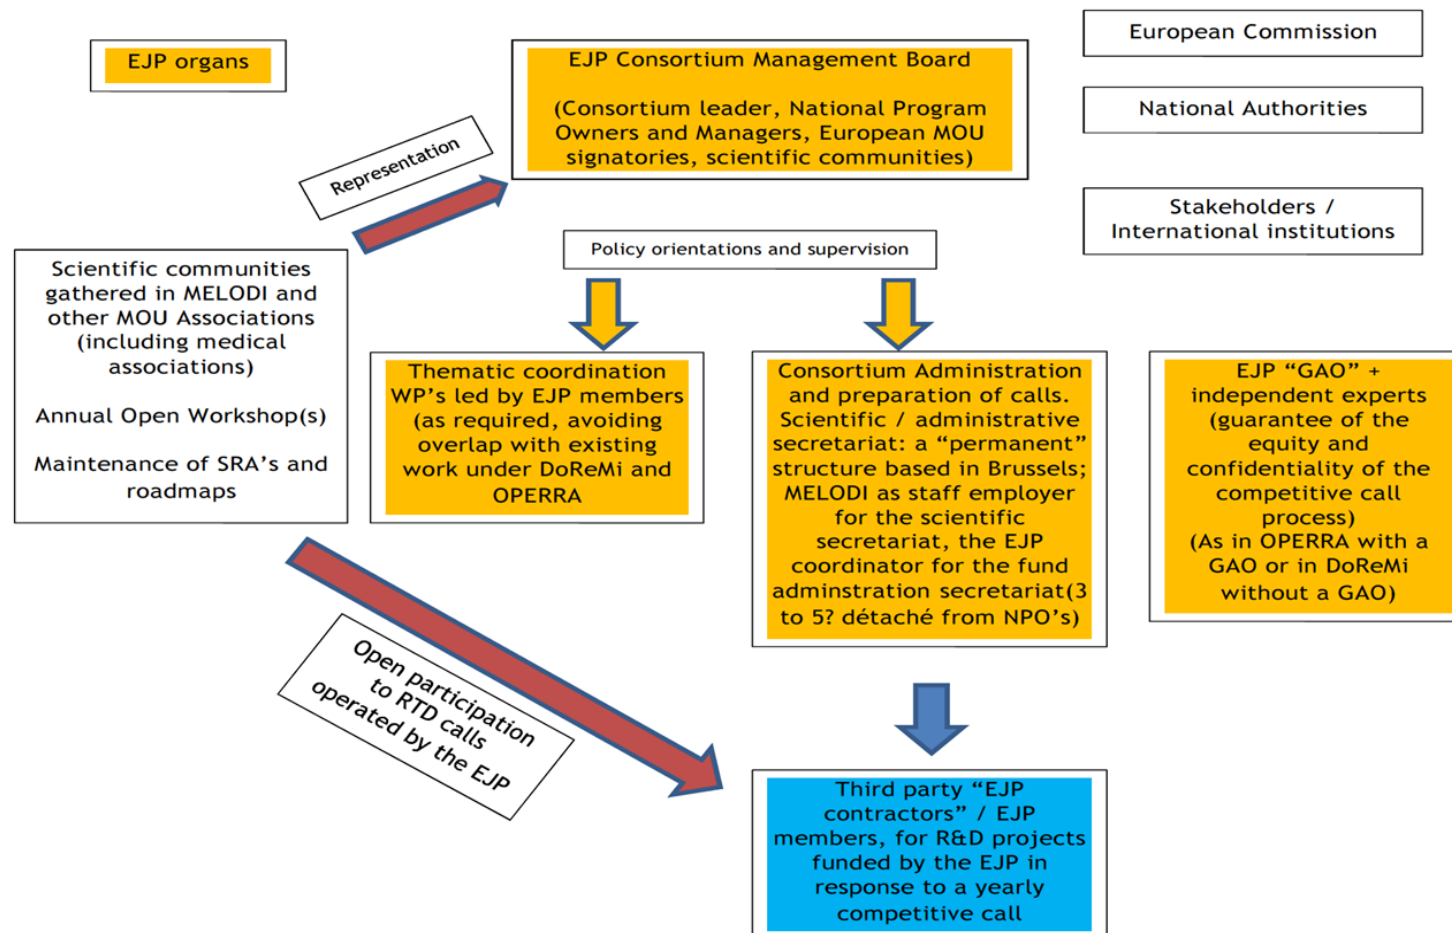 EJP organs
EJP Consortium Management Board
(Consortium leader, National Program
Owners and Managers, European MOU
signatories, scientific communities)
European Commission
National Authorities
Stakeholders /
International institutions
Representation
Policy orientations and supervision
Scientific communities
gathered in MELODI and
other MOU Associations
(including medical
associations)
Annual Open Workshop(s)
Maintenance of SRA’s and
roadmaps
Thematic coordination
WP’s led by EJP members
(as required, avoiding
overlap with existing
work under DoReMi and
OPERRA
Consortium Administration
and preparation of calls.
Scientific / administrative
secretariat: a “permanent”
structure based in Brussels;
MELODI as staff employer
for the scientific
secretariat, the EJP
coordinator for the fund
adminstration secretariat(3
to 5? détaché from NPO’s)
EJP “GAO” +
independent experts
(guarantee of the
equity and
confidentiality of the
competitive call
process)
(As in OPERRA with a
GAO or in DoReMi
without a GAO)
Open participation
to RTD calls
operated by the EJP
Third party “EJP
contractors” / EJP
members, for R&D projects
funded by the EJP in
response to a yearly
competitive call